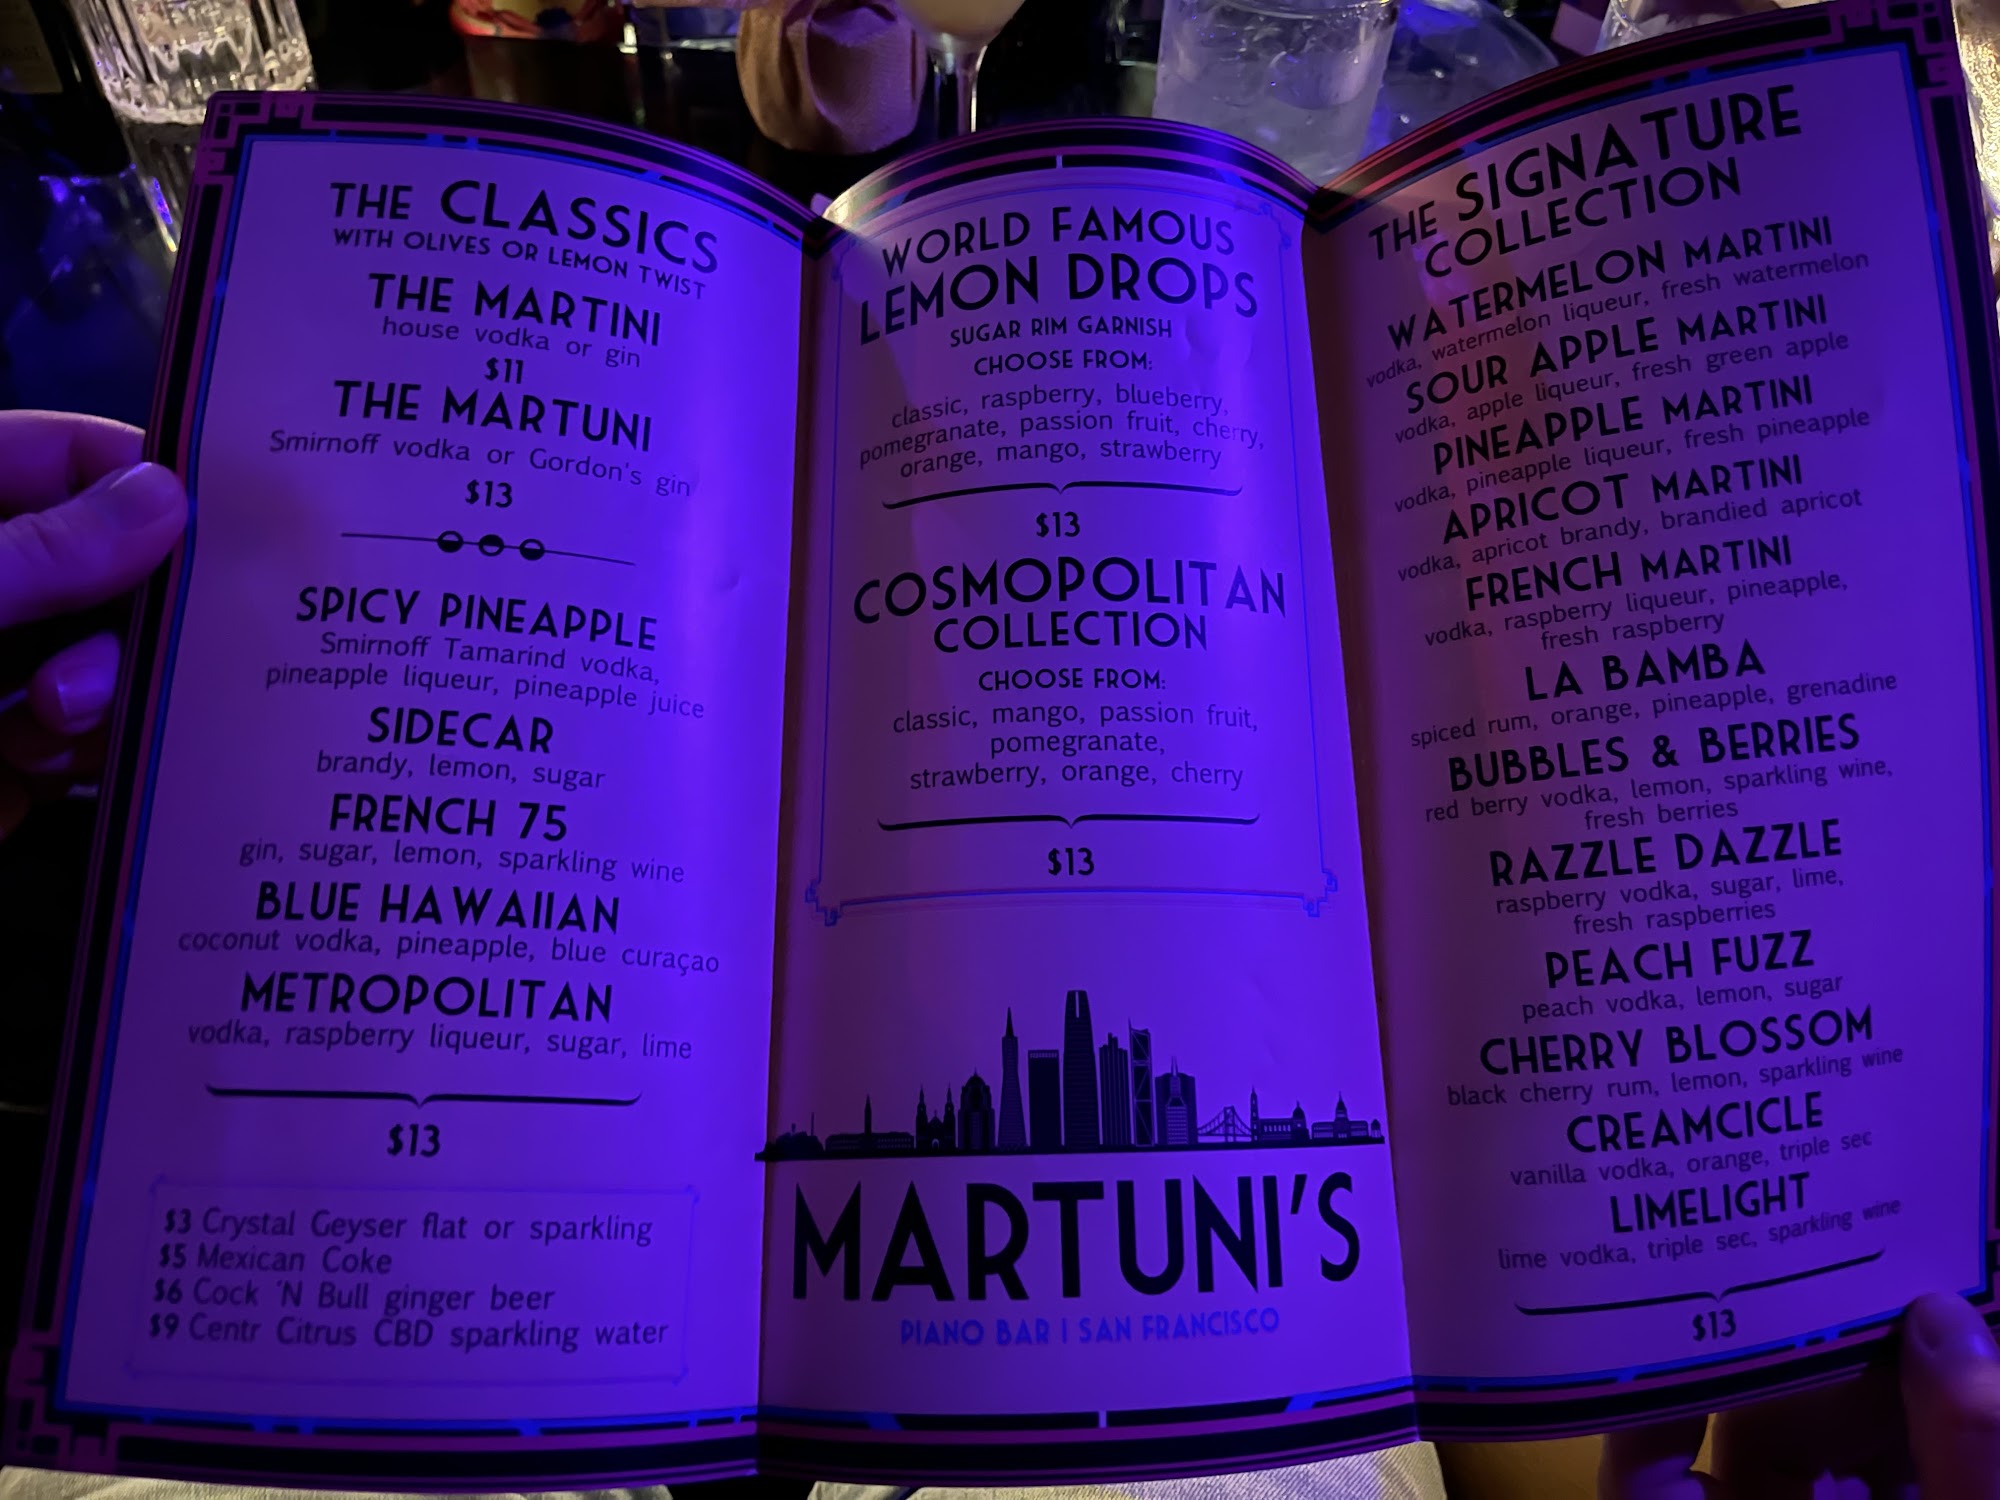 THE CLASSICS
WITH OLIVES OR LEMON TWIST
THE MARTINI
house vodka or gin
$11
THE MARTUNI
Smirnoff vodka or Gordon's gin
$13
SPICY PINEAPPLE
Smirnoff Tamarind vodka,
pineapple liqueur, pineapple juice
SIDECAR
brandy, lemon, sugar
FRENCH 75
gin, sugar, lemon, sparkling wine
BLUE HAWAIIAN
coconut vodka, pineapple, blue curaçao
METROPOLITAN
vodka, raspberry liqueur, sugar, lime
$13
$3 Crystal Geyser flat or sparkling
$5 Mexican Coke
$6 Cock 'N Bull ginger beer
$9 Centr Citrus CBD sparkling water
WORLD FAMOUS
LEMON DROPS
SUGAR RIM GARNISH
CHOOSE FROM:
classic, raspberry, blueberry,
pomegranate, passion fruit, cherry,
orange, mango, strawberry
$13
COSMOPOLITAN
COLLECTION
CHOOSE FROM:
classic, mango, passion fruit,
pomegranate,
strawberry, orange, cherry
$13
MARTUNI'S
PIANO BAR | SAN FRANCISCO
THE SIGNATURE
COLLECTION
WATERMELON MARTINI
vodka, watermelon liqueur, fresh watermelon
SOUR APPLE MARTINI
vodka, apple liqueur, fresh green apple
PINEAPPLE MARTINI
vodka, pineapple liqueur, fresh pineapple
APRICOT MARTINI
vodka, apricot brandy, brandied apricot
FRENCH MARTINI
vodka, raspberry liqueur, pineapple,
fresh raspberry
LA BAMBA
spiced rum, orange, pineapple, grenadine
BUBBLES & BERRIES
red berry vodka, lemon, sparkling wine,
fresh berries
RAZZLE DAZZLE
raspberry vodka, sugar, lime,
fresh raspberries
PEACH FUZZ
peach vodka, lemon, sugar
CHERRY BLOSSOM
black cherry rum, lemon, sparkling wine
CREAMCICLE
vanilla vodka, orange, triple sec
LIMELIGHT
lime vodka, triple sec, sparkling wine
$13